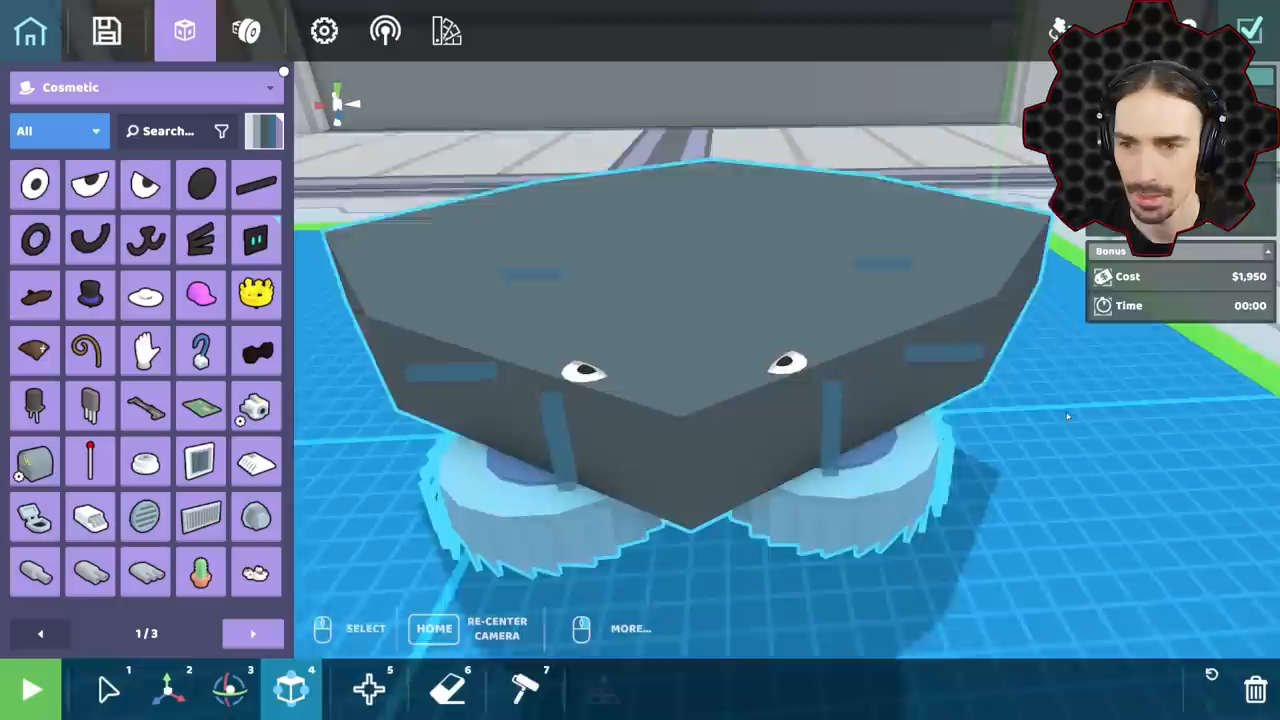 Cosmetic
All
Search...
Bonus
Cost $1,950
Time 00:00
1/3
SELECT
HOME
RE-CENTER
CAMERA
MORE...
1
2
3
4
5
6
7